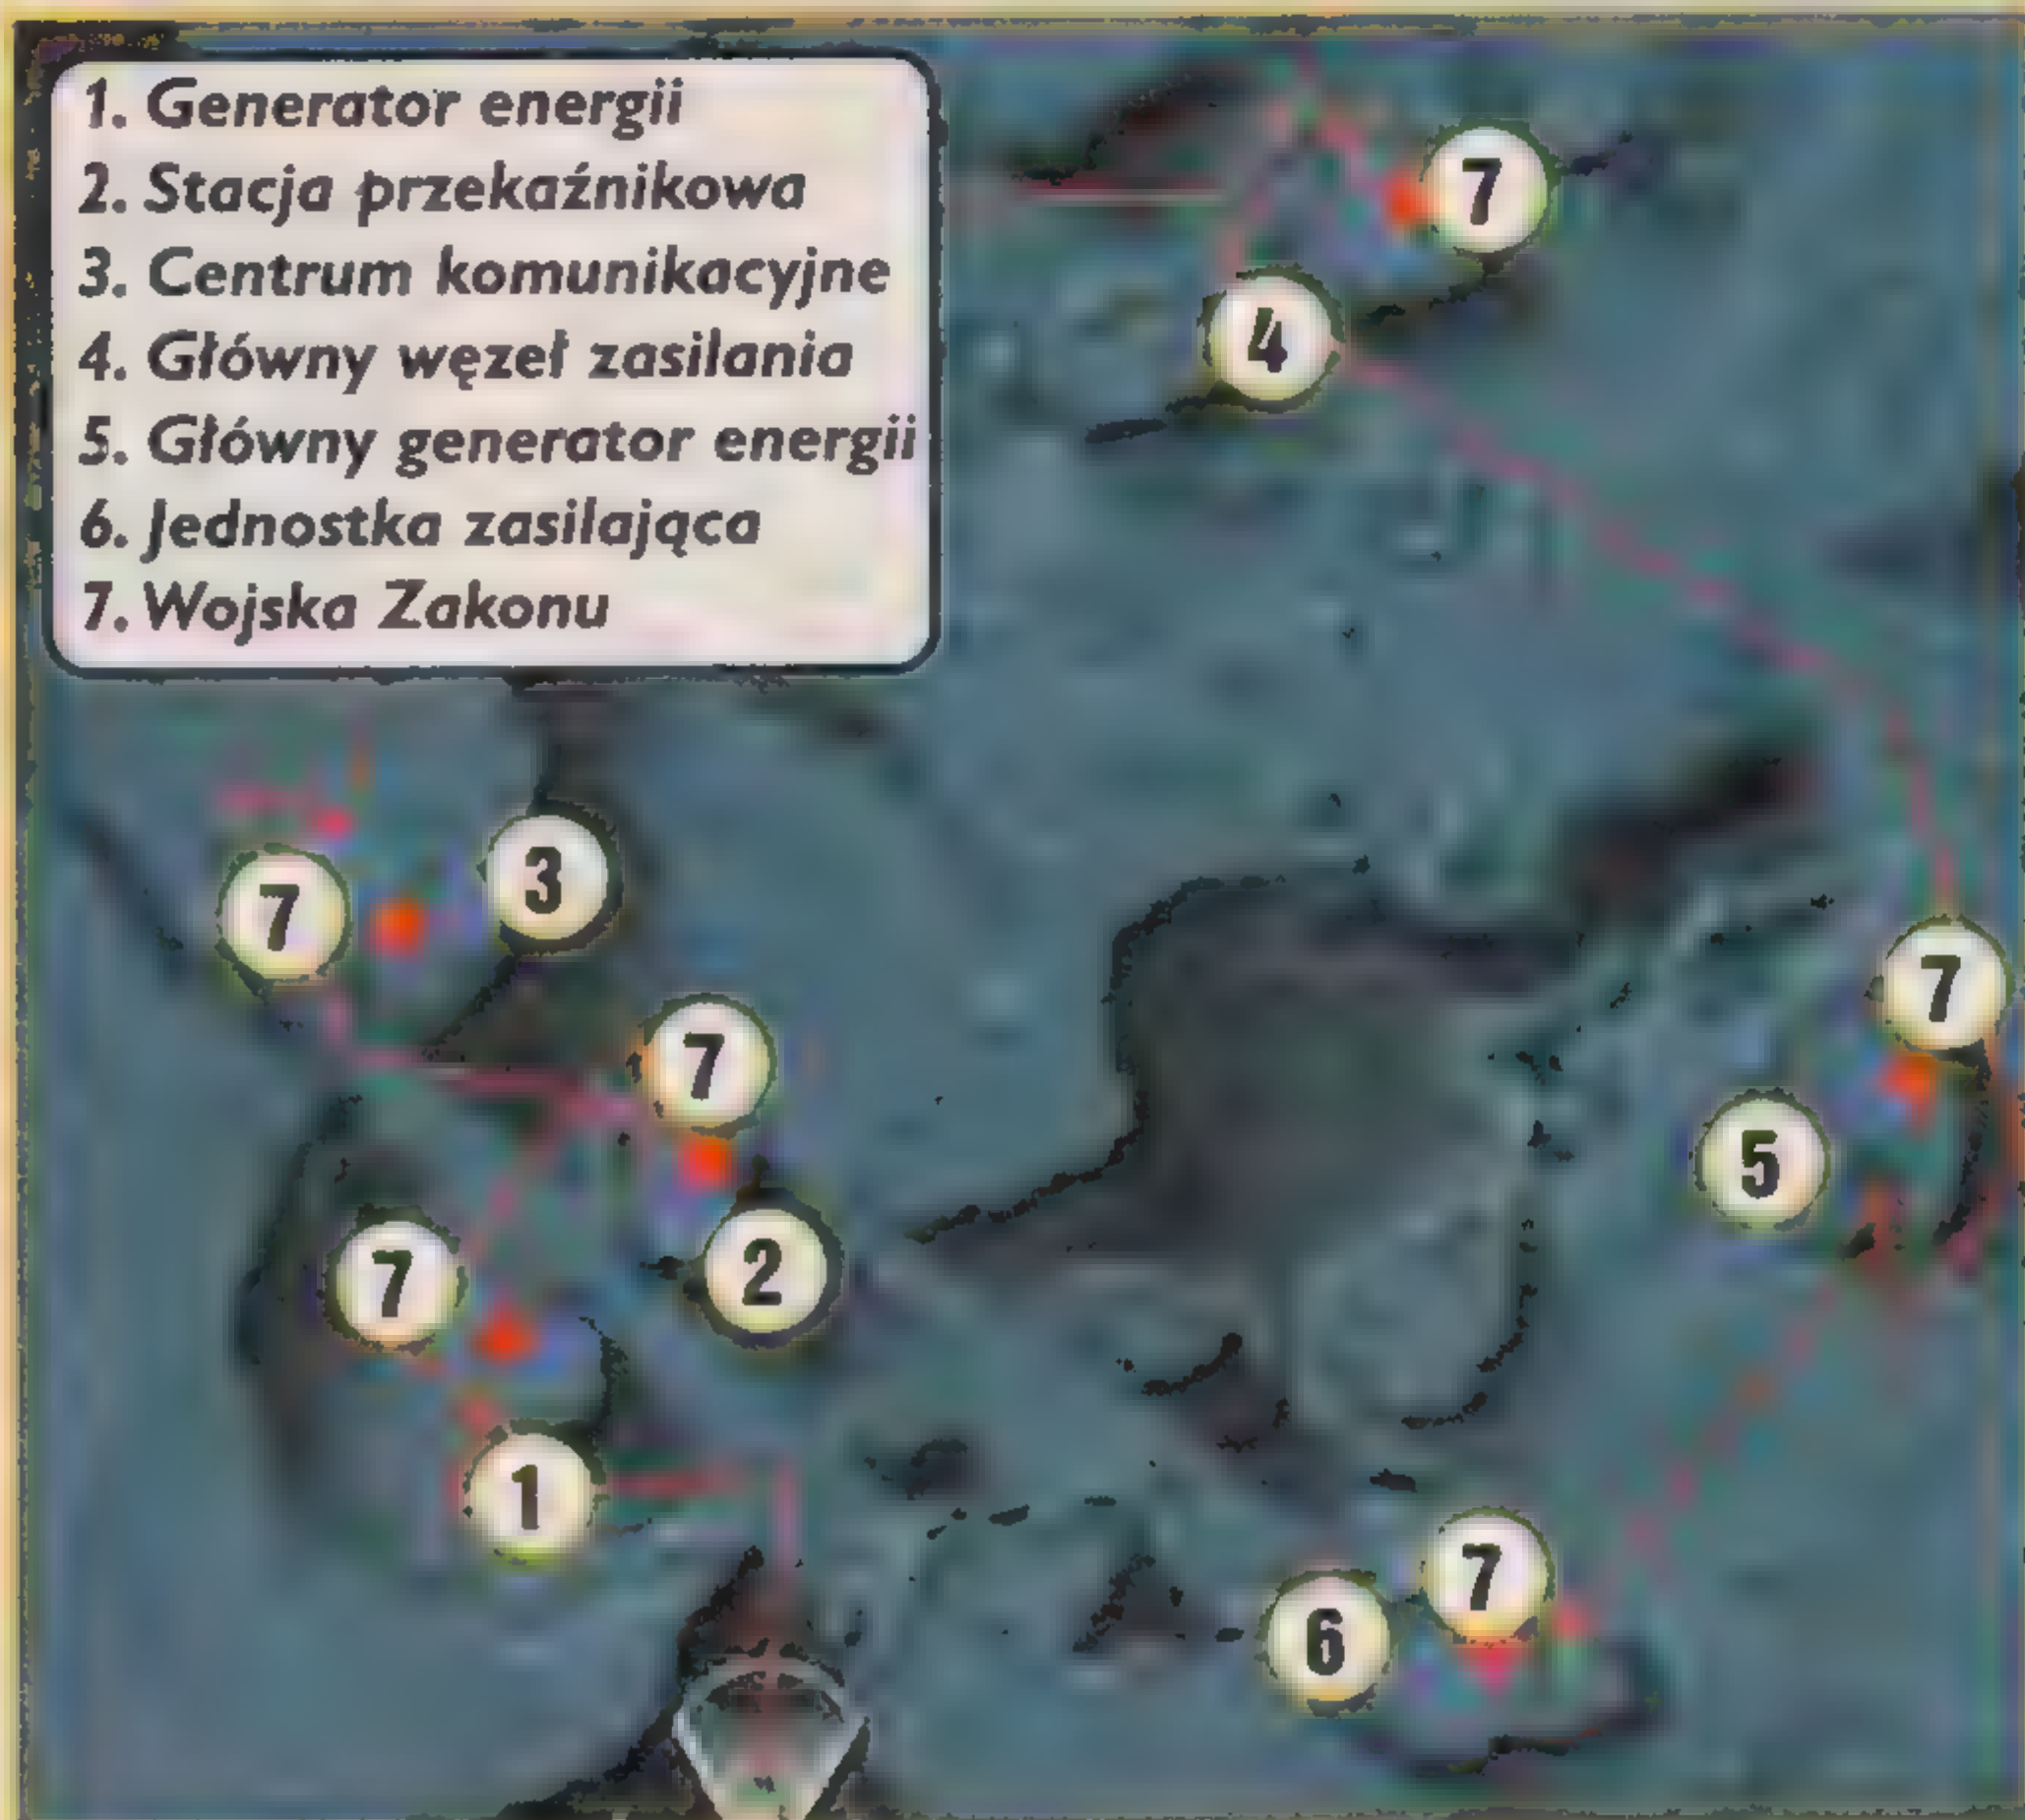 1. Generator energii
2. Stacja przekaźnikowa
3. Centrum komunikacyjne
4. Główny węzeł zasilania
5. Główny generator energii
6. Jednostka zasilająca
7. Wojska Zakonu
7
4
3
7
7
7
5
7
2
1
7
6